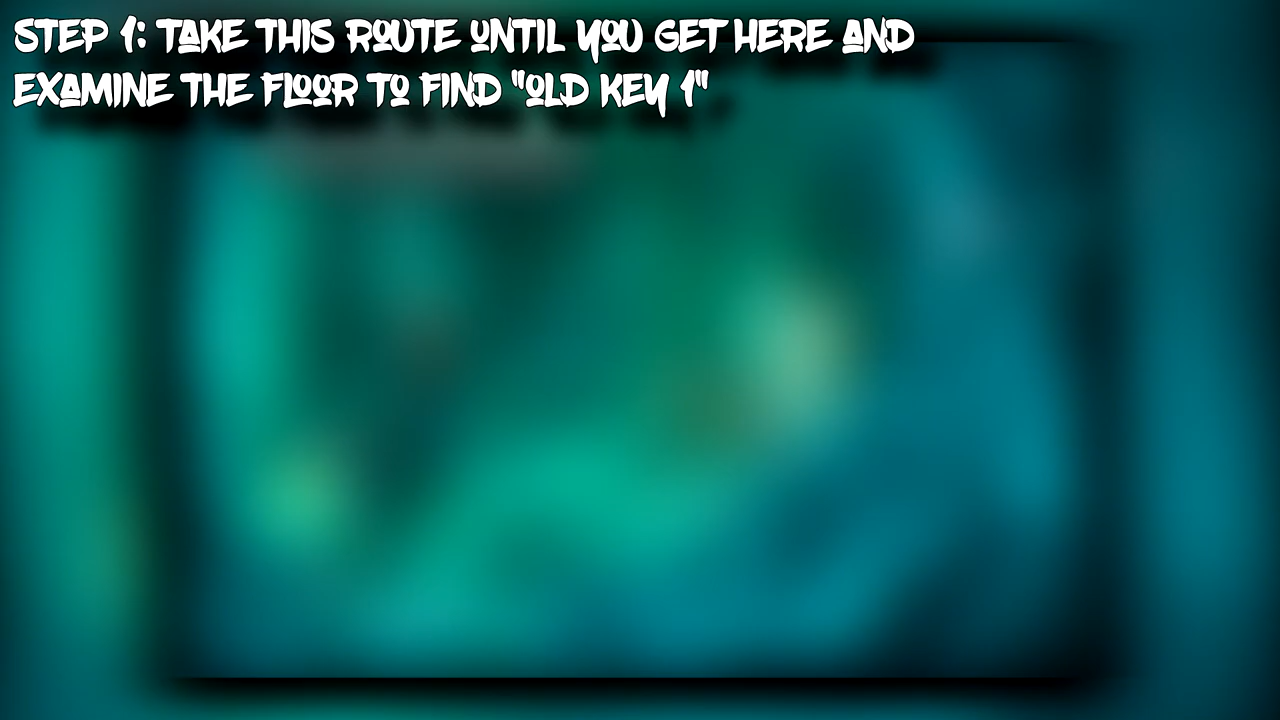 STEP 1: TAKE THIS ROUTE UNTIL YOU GET HERE AND
EXAMINE THE FLOOR TO FIND "OLD KEY 1"